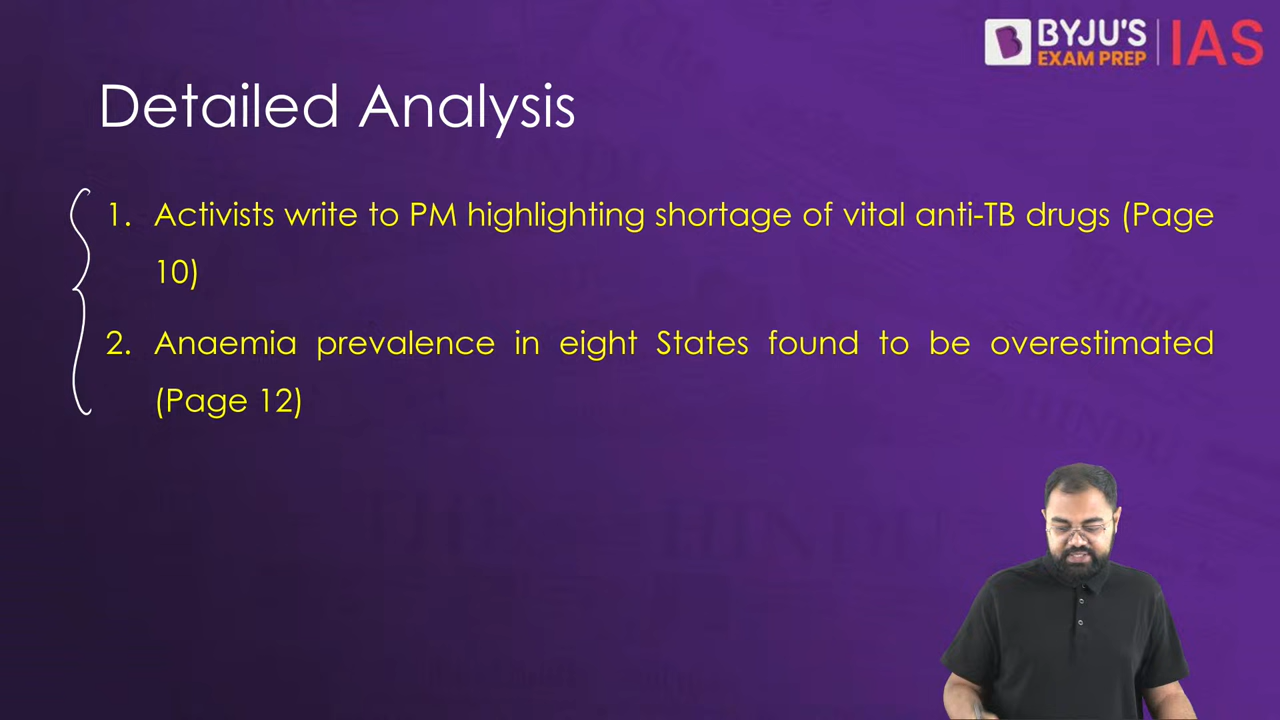 BYJU'S
EXAM PREP
IAS
Detailed Analysis
1. Activists write to PM highlighting shortage of vital anti-TB drugs (Page
10)
2. Anaemia prevalence in eight States found to be overestimated
(Page 12)
HINDU